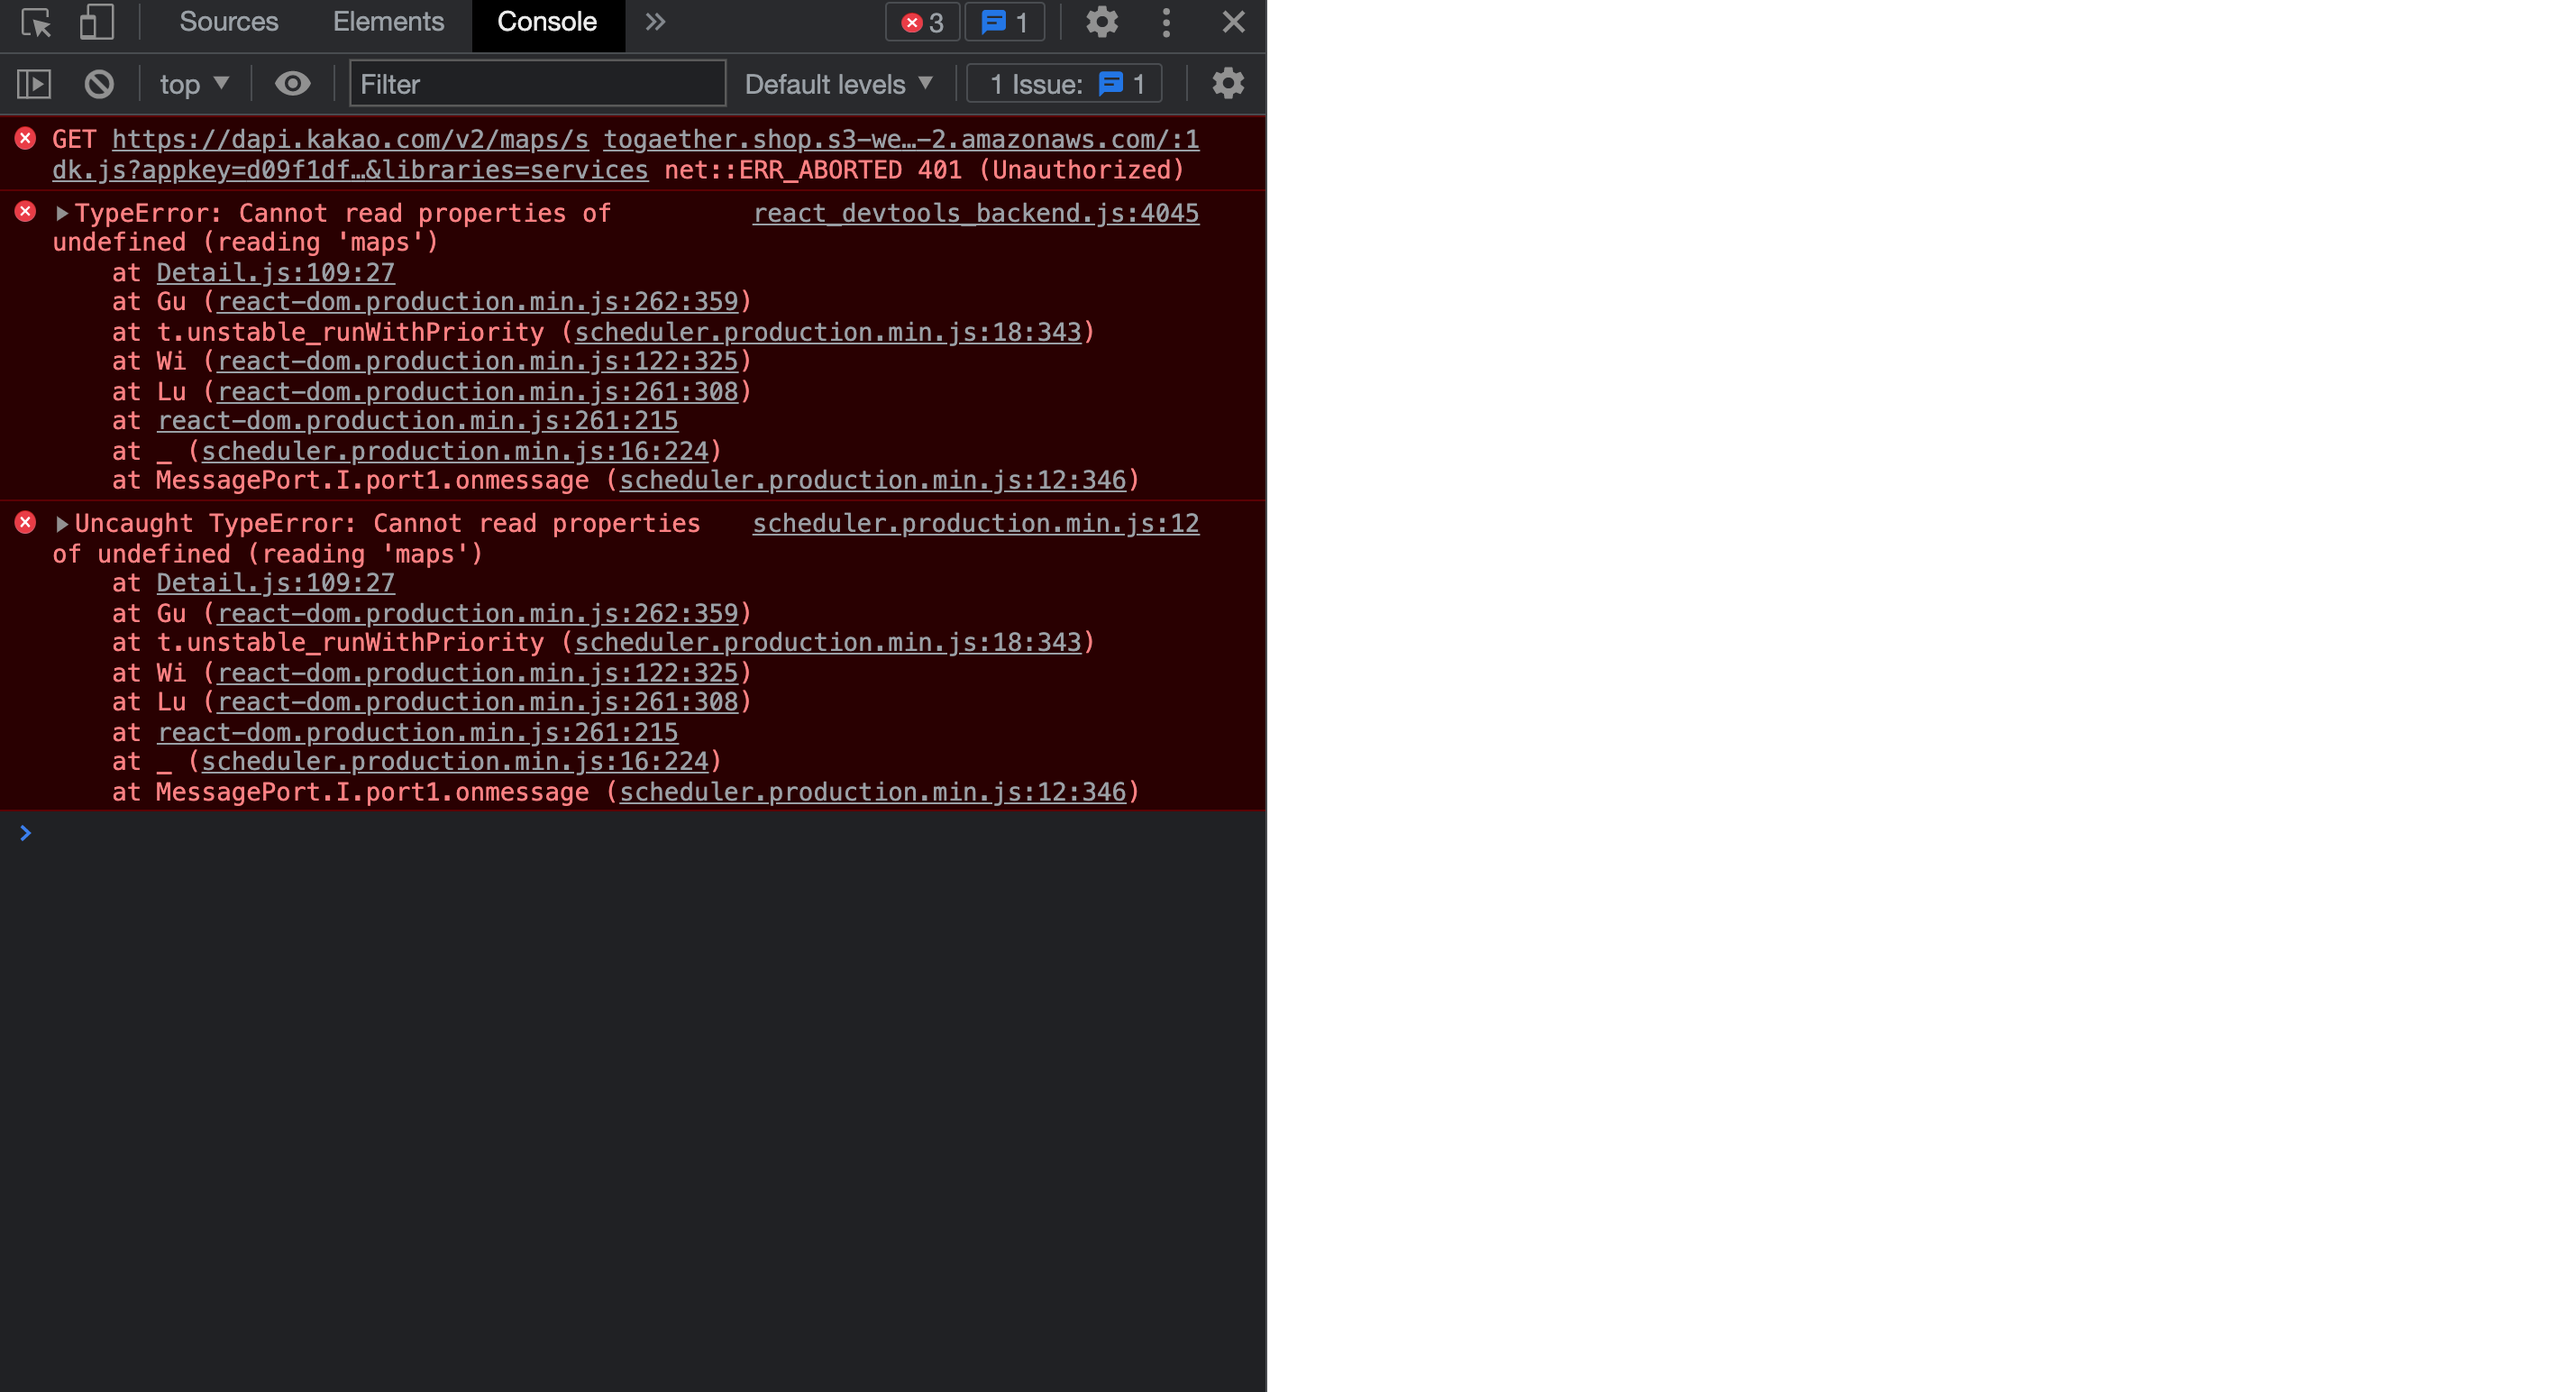 Sources Elements Console 3 1
top Filter Default levels 1 Issue: 1
GET https://dapi.kakao.com/v2/maps/s togaether.shop.s3-we…-2.amazonaws.com/:1
dk.js?appkey=d09f1df…&libraries=services net::ERR_ABORTED 401 (Unauthorized)
TypeError: Cannot read properties of react_devtools_backend.js:4045
undefined (reading 'maps')
at Detail.js:109:27
at Gu (react-dom.production.min.js:262:359)
at t.unstable_runWithPriority (scheduler.production.min.js:18:343)
at Wi (react-dom.production.min.js:122:325)
at Lu (react-dom.production.min.js:261:308)
at react-dom.production.min.js:261:215
at _ (scheduler.production.min.js:16:224)
at MessagePort.I.port1.onmessage (scheduler.production.min.js:12:346)
Uncaught TypeError: Cannot read properties scheduler.production.min.js:12
of undefined (reading 'maps')
at Detail.js:109:27
at Gu (react-dom.production.min.js:262:359)
at t.unstable_runWithPriority (scheduler.production.min.js:18:343)
at Wi (react-dom.production.min.js:122:325)
at Lu (react-dom.production.min.js:261:308)
at react-dom.production.min.js:261:215
at _ (scheduler.production.min.js:16:224)
at MessagePort.I.port1.onmessage (scheduler.production.min.js:12:346)